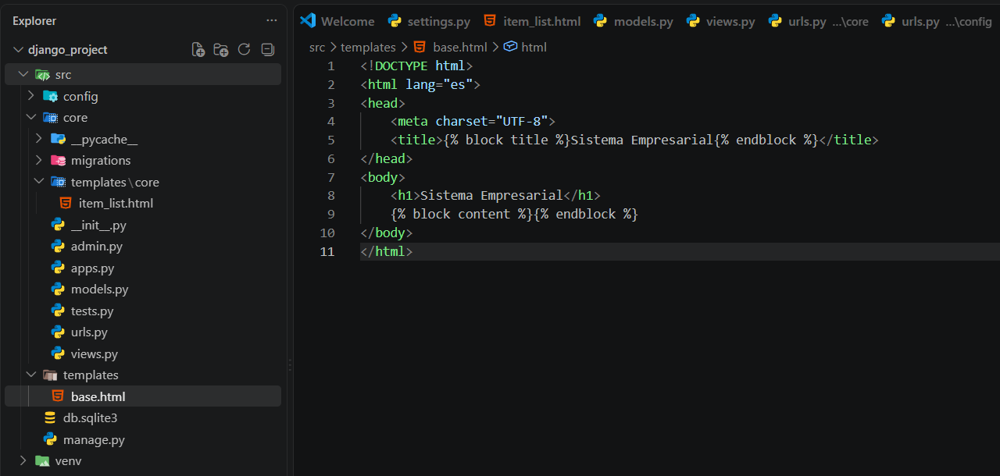 Explorer
django_project
src
config
core
__pycache__
migrations
templates\core
item_list.html
__init__.py
admin.py
apps.py
models.py
tests.py
urls.py
views.py
templates
base.html
db.sqlite3
manage.py
venv
Welcome settings.py item_list.html models.py views.py urls.py ...\core urls.py ...\config
src > templates > base.html > html
1 <!DOCTYPE html>
2 <html lang="es">
3 <head>
4     <meta charset="UTF-8">
5     <title>{% block title %}Sistema Empresarial{% endblock %}</title>
6 </head>
7 <body>
8     <h1>Sistema Empresarial</h1>
9     {% block content %}{% endblock %}
10 </body>
11 </html>